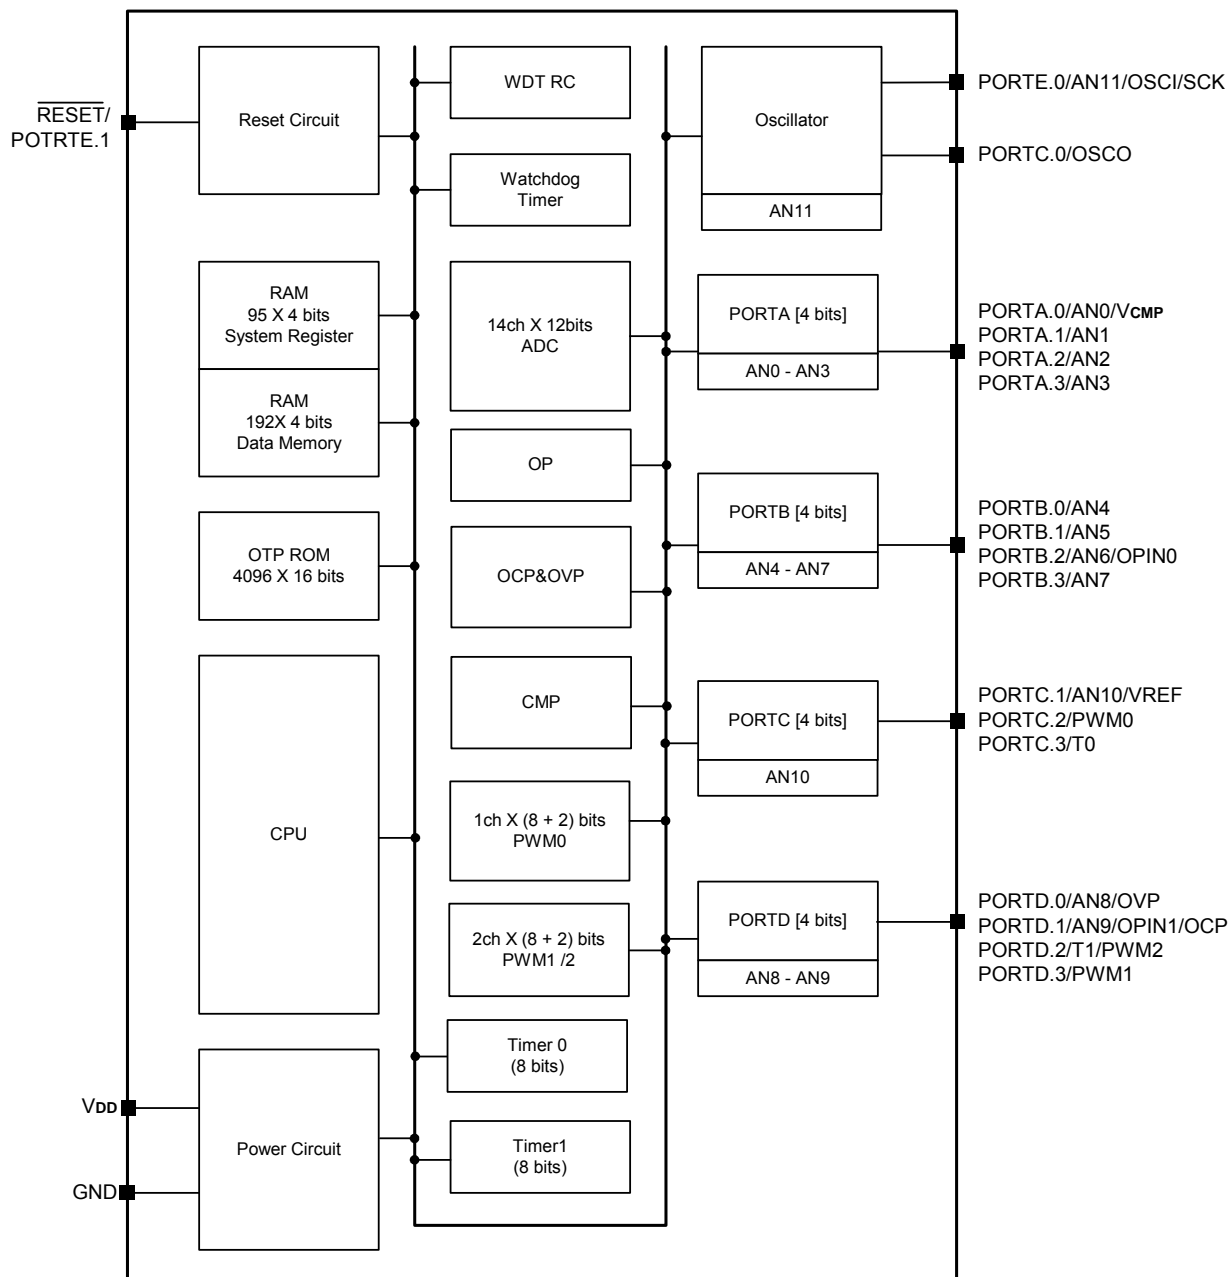 RESET/
POTRTE.1
Reset Circuit
RAM
95 X 4 bits
System Register
RAM
192X 4 bits
Data Memory
OTP ROM
4096 X 16 bits
CPU
VDD
GND
Power Circuit
WDT RC
Watchdog
Timer
14ch X 12bits
ADC
OP
OCP&OVP
CMP
1ch X (8 + 2) bits
PWM0
2ch X (8 + 2) bits
PWM1 /2
Timer 0
(8 bits)
Timer1
(8 bits)
Oscillator
AN11
PORTA [4 bits]
AN0 - AN3
PORTB [4 bits]
AN4 - AN7
PORTC [4 bits]
AN10
PORTD [4 bits]
AN8 - AN9
PORTE.0/AN11/OSCI/SCK
PORTC.0/OSCO
PORTA.0/AN0/VCMP
PORTA.1/AN1
PORTA.2/AN2
PORTA.3/AN3
PORTB.0/AN4
PORTB.1/AN5
PORTB.2/AN6/OPIN0
PORTB.3/AN7
PORTC.1/AN10/VREF
PORTC.2/PWM0
PORTC.3/T0
PORTD.0/AN8/OVP
PORTD.1/AN9/OPIN1/OCP
PORTD.2/T1/PWM2
PORTD.3/PWM1